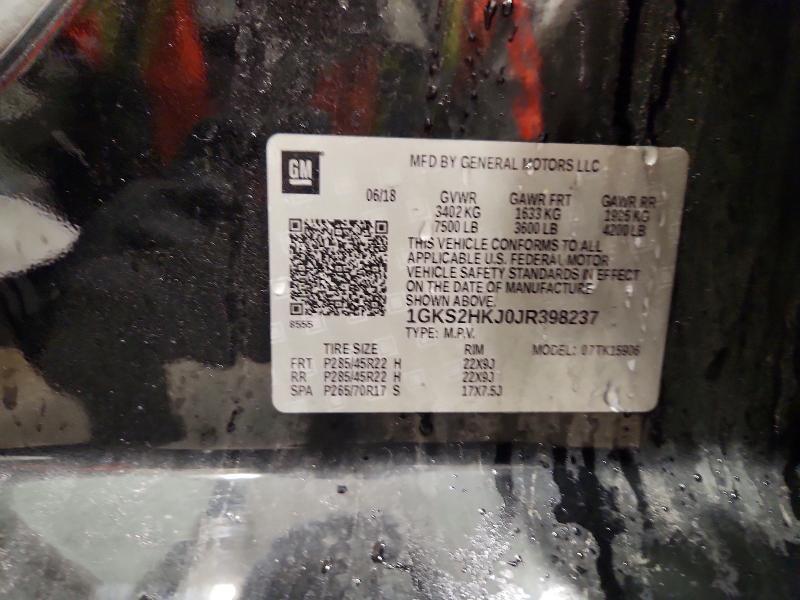 GM
MFD BY GENERAL MOTORS LLC
06/18 GVWR GAWR FRT GAWR RR
3402 KG 1633 KG KG
7500 LB 3600 LB 4200 LB
THIS VEHICLE CONFORMS TO ALL
APPLICABLE U.S. FEDERAL MOTOR
VEHICLE SAFETY STANDARDS IN EFFECT
ON THE DATE OF MANUFACTURE
SHOWN ABOVE.
8555
1GKS2HKJ0JR398237
TYPE: M.P.V.
TIRE SIZE RIM MODEL:
FRT P285/45R22 H 22X9J
RR P285/45R22 H 22X9J
SPA P265/70R17 S 17X7.5J